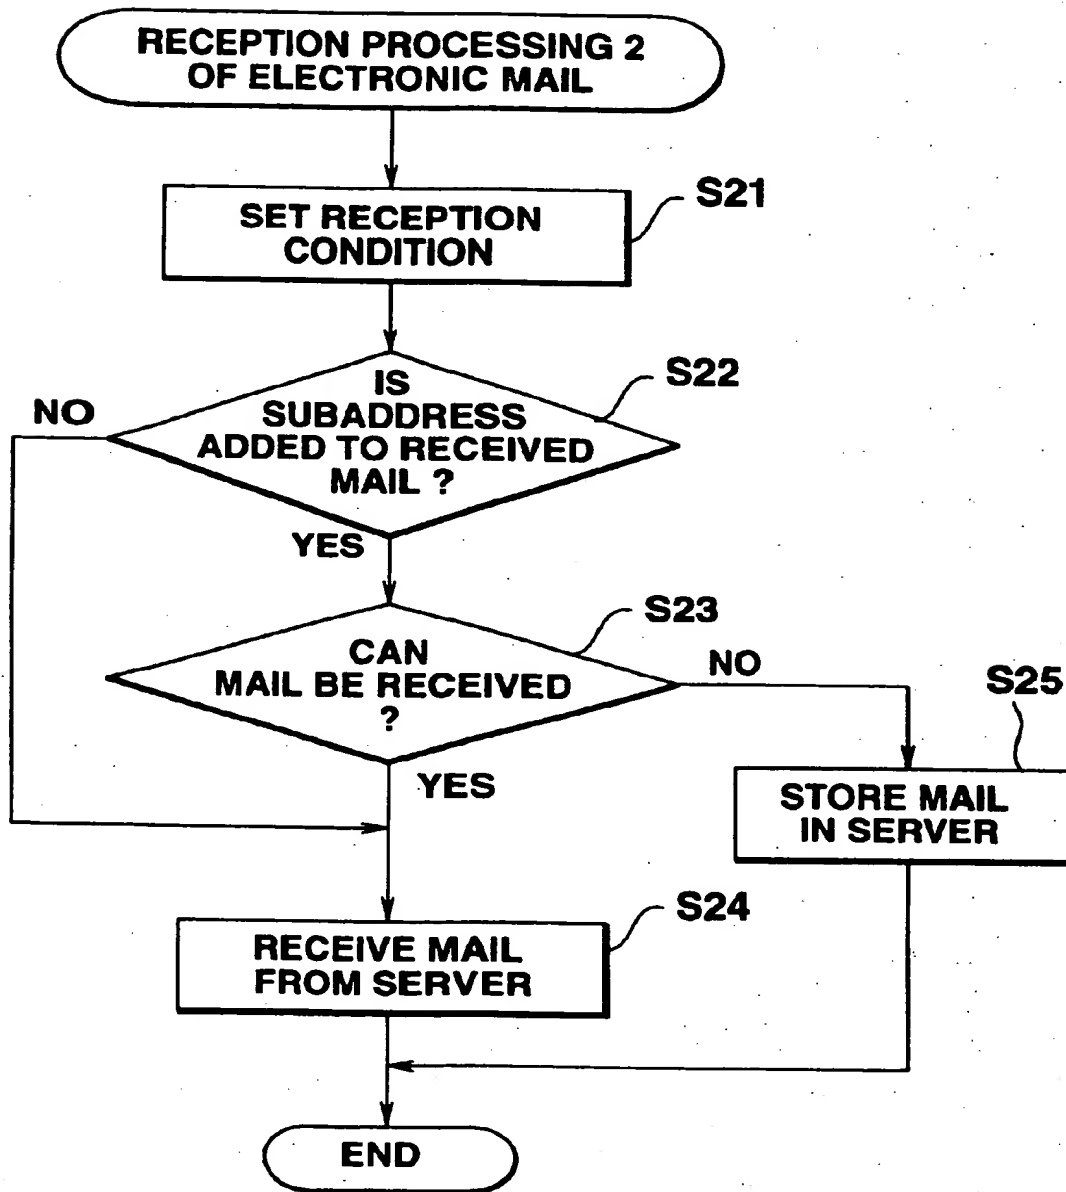 RECEPTION PROCESSING 2
OF ELECTRONIC MAIL
S21
SET RECEPTION
CONDITION
S22
IS
SUBADDRESS
ADDED TO RECEIVED
MAIL ?
NO
YES
S23
CAN
MAIL BE RECEIVED
?
NO
YES
S25
STORE MAIL
IN SERVER
S24
RECEIVE MAIL
FROM SERVER
END